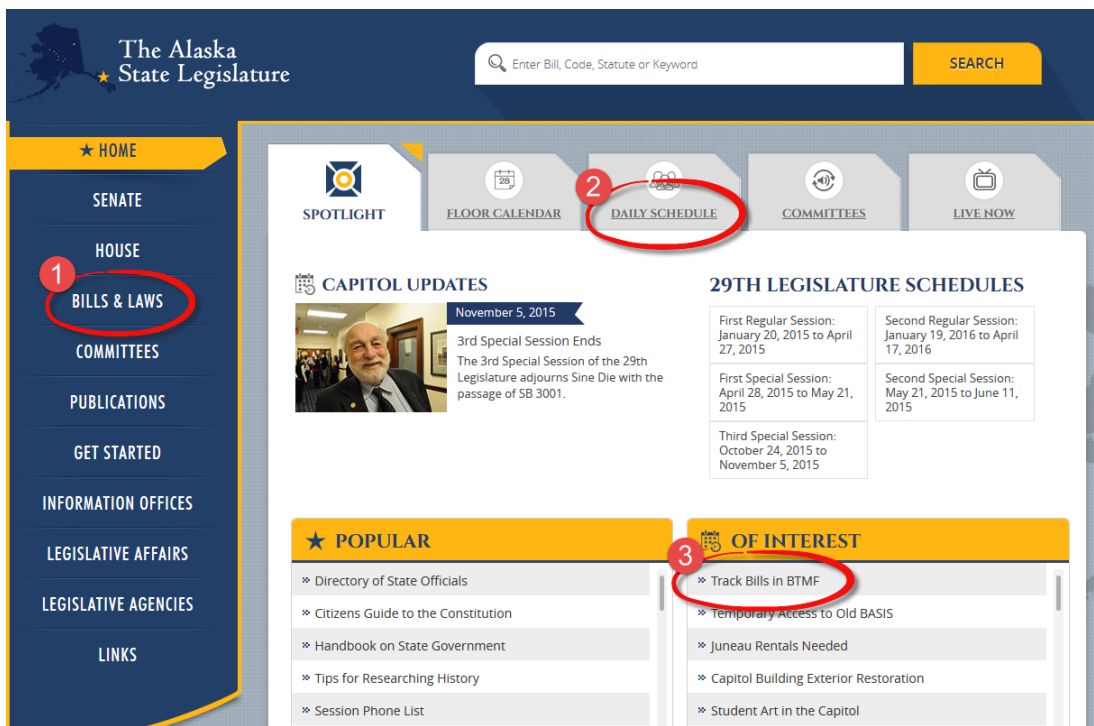 The Alaska
State Legislature
Enter Bill, Code, Statute or Keyword
SEARCH
HOME
SENATE
HOUSE
1
BILLS & LAWS
COMMITTEES
PUBLICATIONS
GET STARTED
INFORMATION OFFICES
LEGISLATIVE AFFAIRS
LEGISLATIVE AGENCIES
LINKS
SPOTLIGHT
28
FLOOR CALENDAR
2
DAILY SCHEDULE
COMMITTEES
LIVE NOW
CAPITOL UPDATES
November 5, 2015
3rd Special Session Ends
The 3rd Special Session of the 29th
Legislature adjourns Sine Die with the
passage of SB 3001.
29TH LEGISLATURE SCHEDULES
First Regular Session:
January 20, 2015 to April
27, 2015
Second Regular Session:
January 19, 2016 to April
17, 2016
First Special Session:
April 28, 2015 to May 21,
2015
Second Special Session:
May 21, 2015 to June 11,
2015
Third Special Session:
October 24, 2015 to
November 5, 2015
POPULAR
» Directory of State Officials
» Citizens Guide to the Constitution
» Handbook on State Government
» Tips for Researching History
» Session Phone List
OF INTEREST
3
» Track Bills in BTMF
» Temporary Access to Old BASIS
» Juneau Rentals Needed
» Capitol Building Exterior Restoration
» Student Art in the Capitol